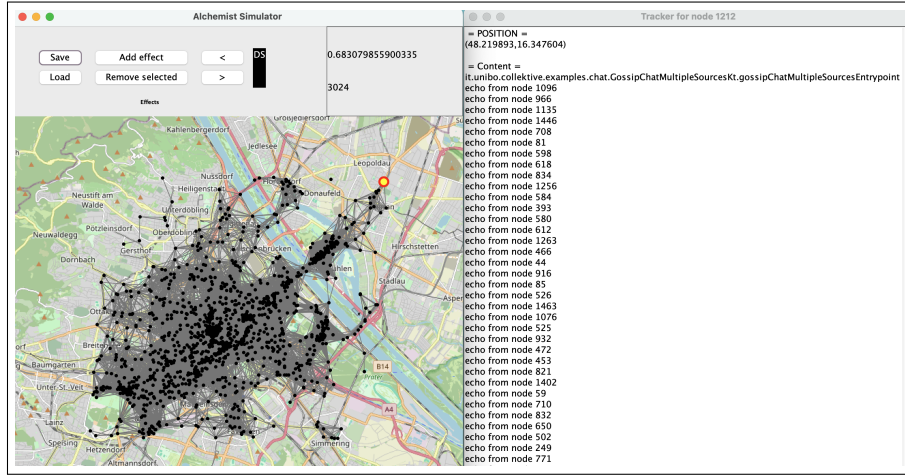 Alchemist Simulator
Save
Add effect
<
DS
Load
Remove selected
>
Effects
0.683079855900335
3024
Kahlenbergerdorf
Großjedlersdorf
Jedlesee
Leopoldau
Nussdorf
Heiligenstadt
Donaufeld
Neustift am
Walde
Unterdöbling
Pötzleinsdorf
Oberdöbling
Neuwaldegg
Gersthof
Dornbach
Hirschstetten
Stadlau
Breiten
Baumgarten
Unter-St.-Veit
B14
Prater
A4
Lainz
Speising
Hetzendorf
Altmannsdorf
Simmering
Tracker for node 1212
= POSITION =
(48.219893,16.347604)
= Content =
it.unibo.collektive.examples.chat.GossipChatMultipleSourcesKt.gossipChatMultipleSourcesEntrypoint
echo from node 1096
echo from node 966
echo from node 1135
echo from node 1446
echo from node 708
echo from node 81
echo from node 598
echo from node 618
echo from node 834
echo from node 1256
echo from node 584
echo from node 393
echo from node 580
echo from node 612
echo from node 1263
echo from node 466
echo from node 44
echo from node 916
echo from node 85
echo from node 526
echo from node 1463
echo from node 1076
echo from node 525
echo from node 932
echo from node 472
echo from node 453
echo from node 821
echo from node 1402
echo from node 59
echo from node 710
echo from node 832
echo from node 650
echo from node 502
echo from node 249
echo from node 771